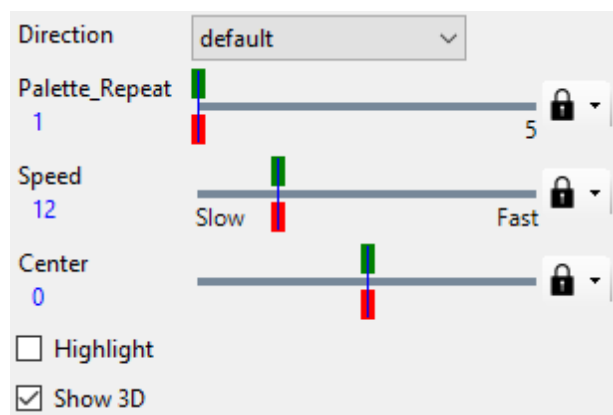 Direction
default
Palette_Repeat
1
5
Speed
12
Slow
Fast
Center
0
Highlight
Show 3D